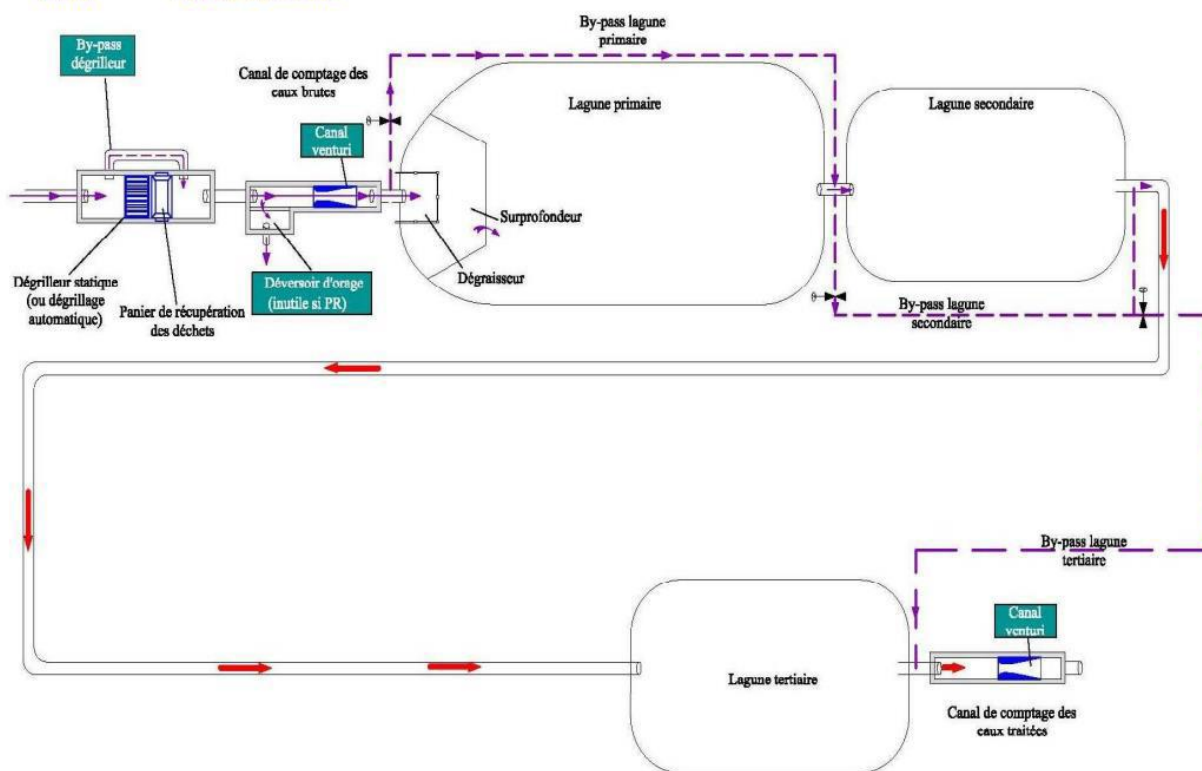 By-pass lagune
primaire
By-pass
dégrilleur
Canal de comptage des
eaux brutes
Lagune primaire
Lagune secondaire
Canal
venturi
Surprofondeur
Dégraisseur
Dégrilleur statique
(ou dégrillage
automatique)
Panier de récupération
des déchets
Déversoir d'orage
(inutile si PR)
By-pass lagune
secondaire
By-pass lagune
tertiaire
Canal
venturi
Lagune tertiaire
Canal de comptage des
eaux traitées